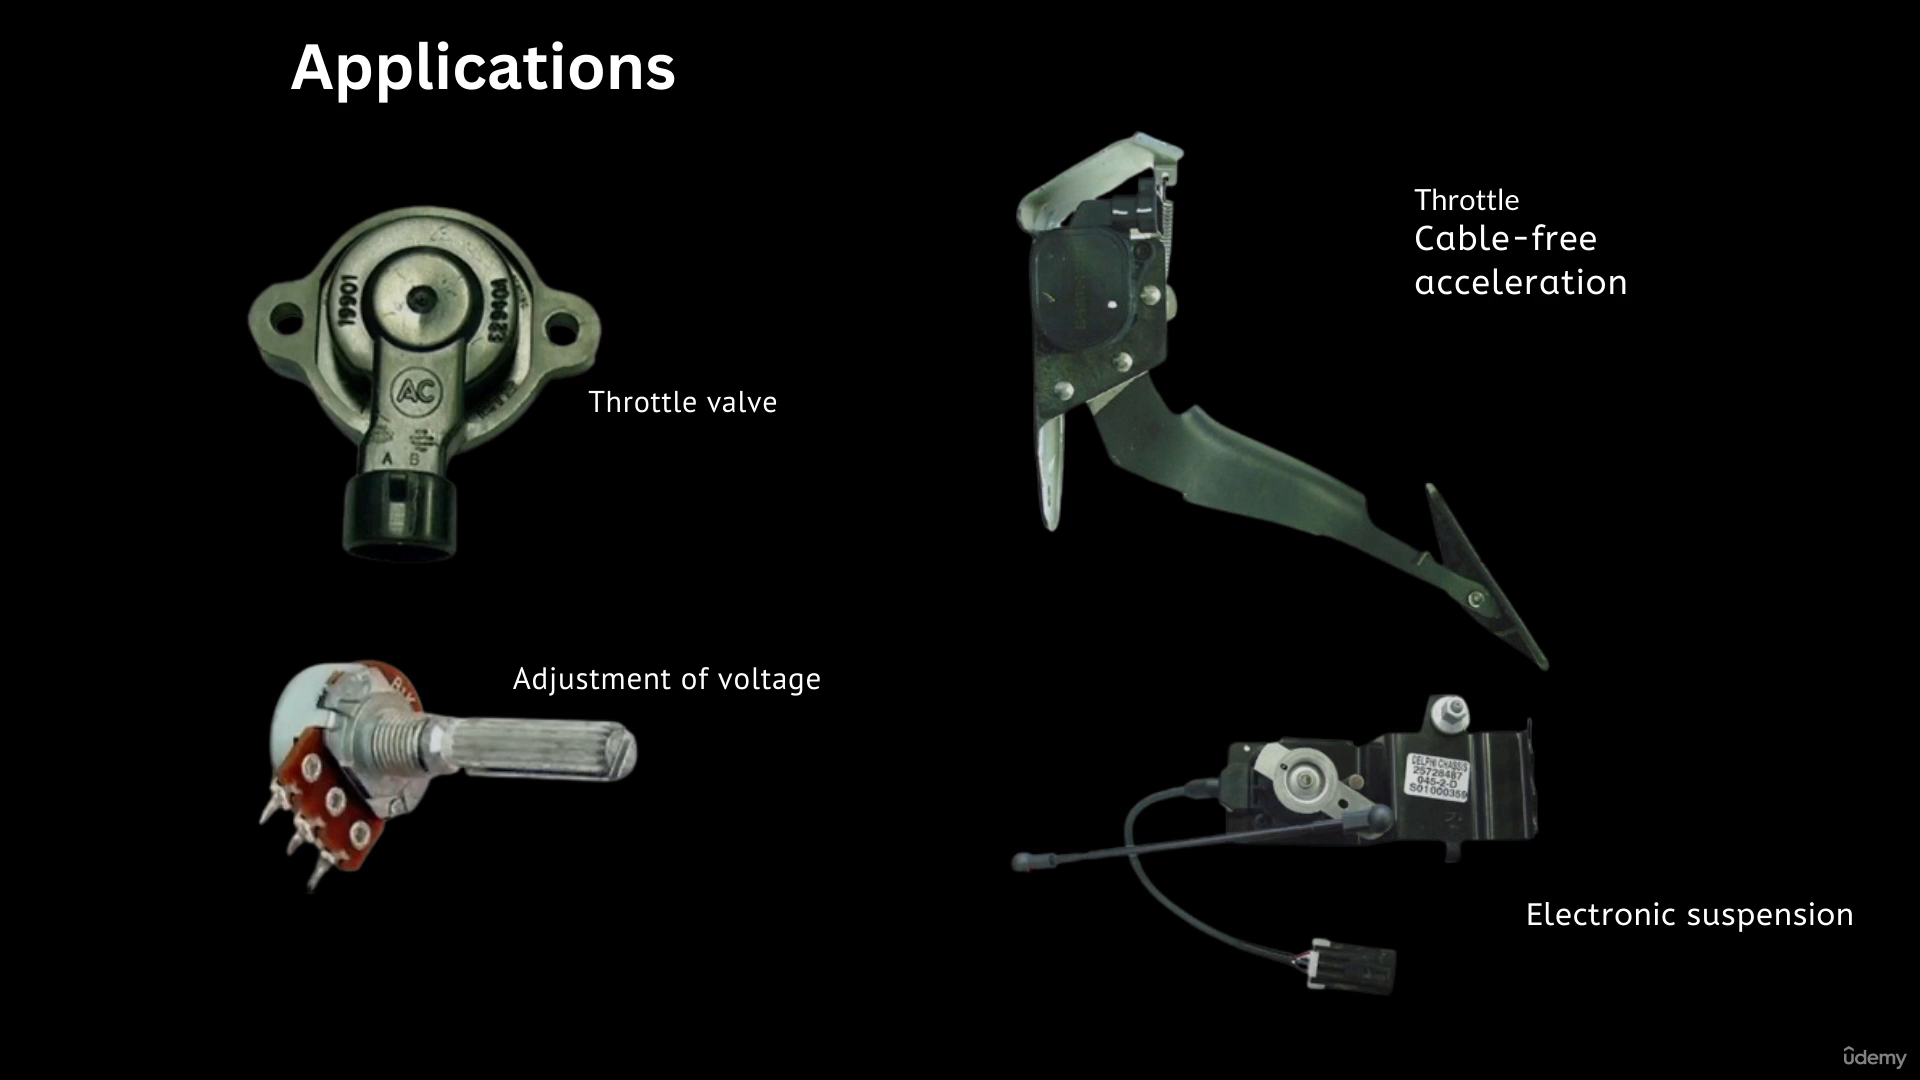 Applications
19901
52940A
AC
A B
Throttle valve
Throttle
Cable-free
acceleration
Adjustment of voltage
DELPHI CHASSIS
25728487
045-2-D
S01000359
Electronic suspension
ûdemy